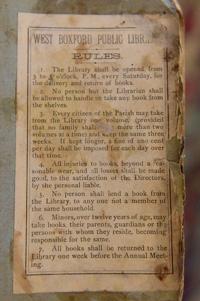 WEST BOXFORD PUBLIC LIBR
RULES.
1. The Library shall be opened from
3 to 5 o'clock, P. M., every Saturday, for
the delivery and return of books.
2. No person but the Librarian shall
be allowed to handle or take any book from
the shelves.
3. Every citizen of the Parish may take
from the Library one volume, (provided
that no family shall more than two
volumes at a time) and keep the same three
weeks. If kept longer, a fine of one cent
per day shall be imposed for each day over
that time.
4. All injuries to books, beyond a rea-
sonable wear, and all losses shall be made
good, to the satisfaction of the Directors,
by the person liable.
5. No person shall lend a book from
the Library, to any one not a member of
the same household.
6. Minors, over twelve years of age, may
take books, their parents, guardians or the
persons with whom they reside, becoming
responsible for the same.
7. All books shall be returned to the
Library one week before the Annual Meet-
ing.